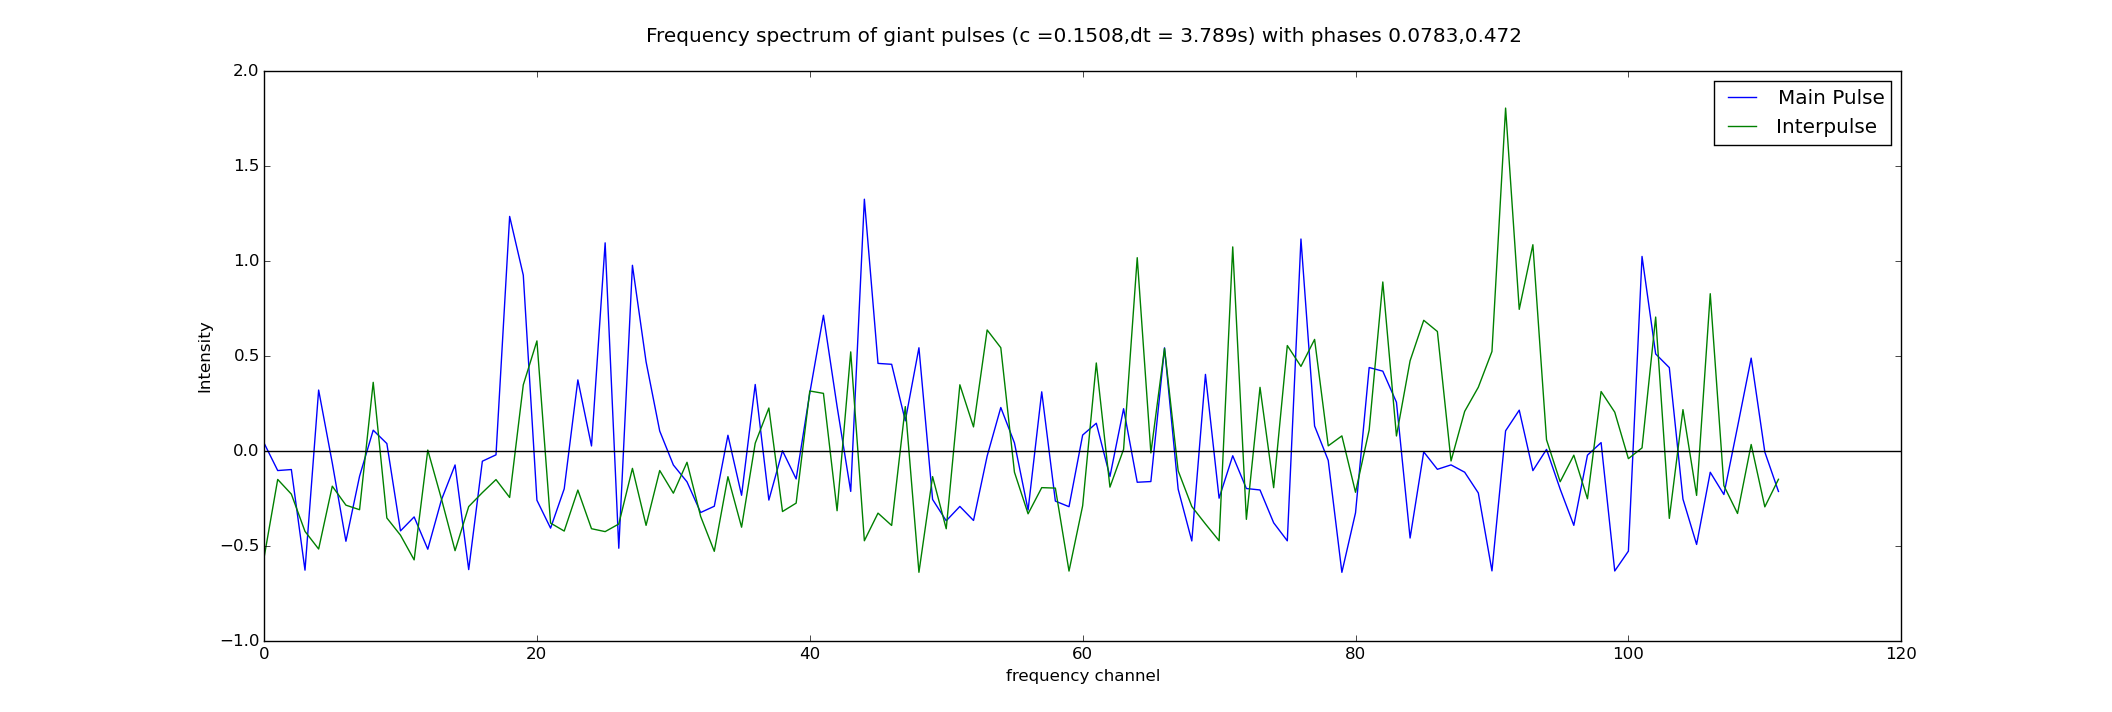 Frequency spectrum of giant pulses (c =0.1508,dt = 3.789s) with phases 0.0783,0.472
2.0
1.5
1.0
0.5
0.0
−0.5
−1.0
Intensity
Main Pulse
Interpulse
0 20 40 60 80 100 120
frequency channel